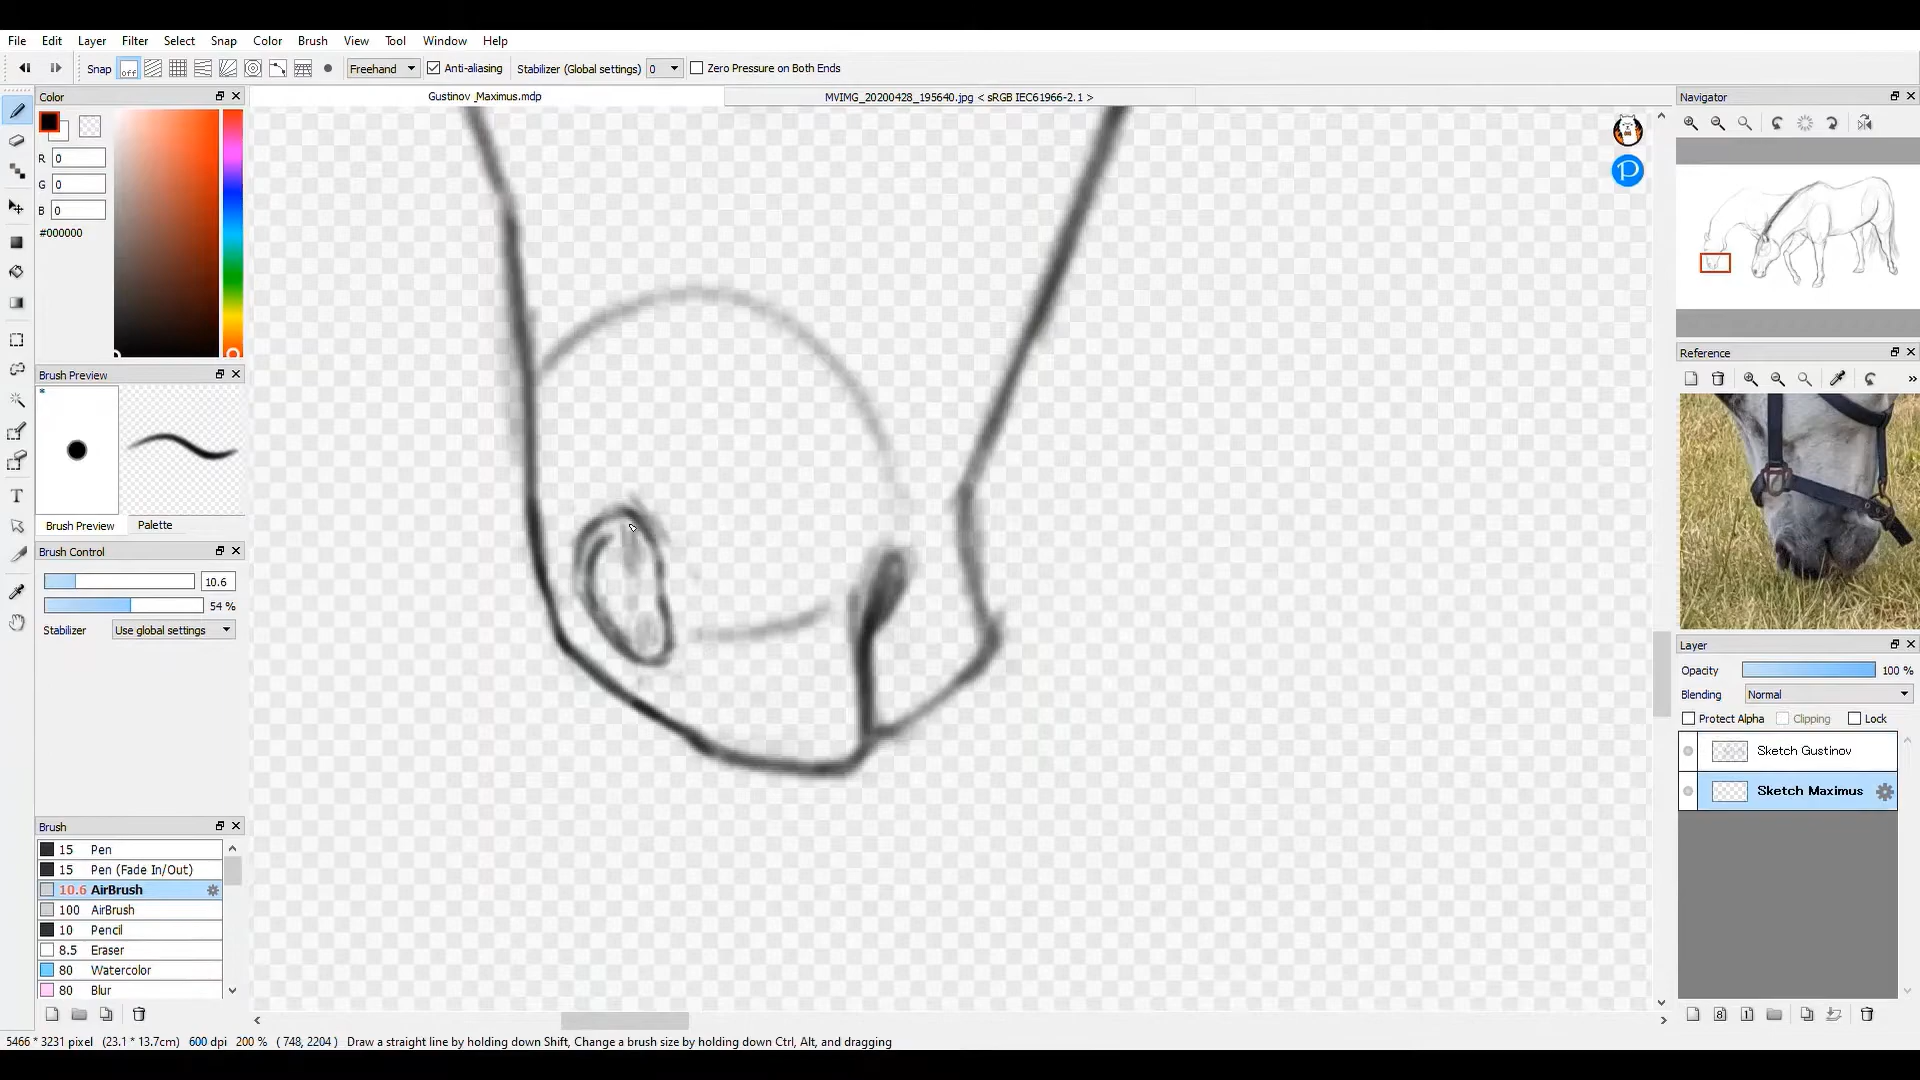 File Edit Layer Filter Select Snap Color Brush View Tool Window Help
Snap off Freehand Anti-aliasing Stabilizer (Global settings) 0 Zero Pressure on Both Ends
Color
Gustinov _Maximus.mdp
MVIMG_20200428_195640.jpg < sRGB IEC61966-2.1 >
Navigator
R 0
G 0
B 0
#000000
Brush Preview
*
Brush Preview Palette
Brush Control
10.6
54 %
Stabilizer Use global settings
Brush
15 Pen
15 Pen (Fade In/Out)
10.6 AirBrush
100 AirBrush
10 Pencil
8.5 Eraser
80 Watercolor
80 Blur
P
Reference
»
Layer
Opacity 100 %
Blending Normal
Protect Alpha Clipping Lock
Sketch Gustinov
Sketch Maximus
8 1
5466 * 3231 pixel (23.1 * 13.7cm) 600 dpi 200 % ( 748, 2204 ) Draw a straight line by holding down Shift, Change a brush size by holding down Ctrl, Alt, and dragging